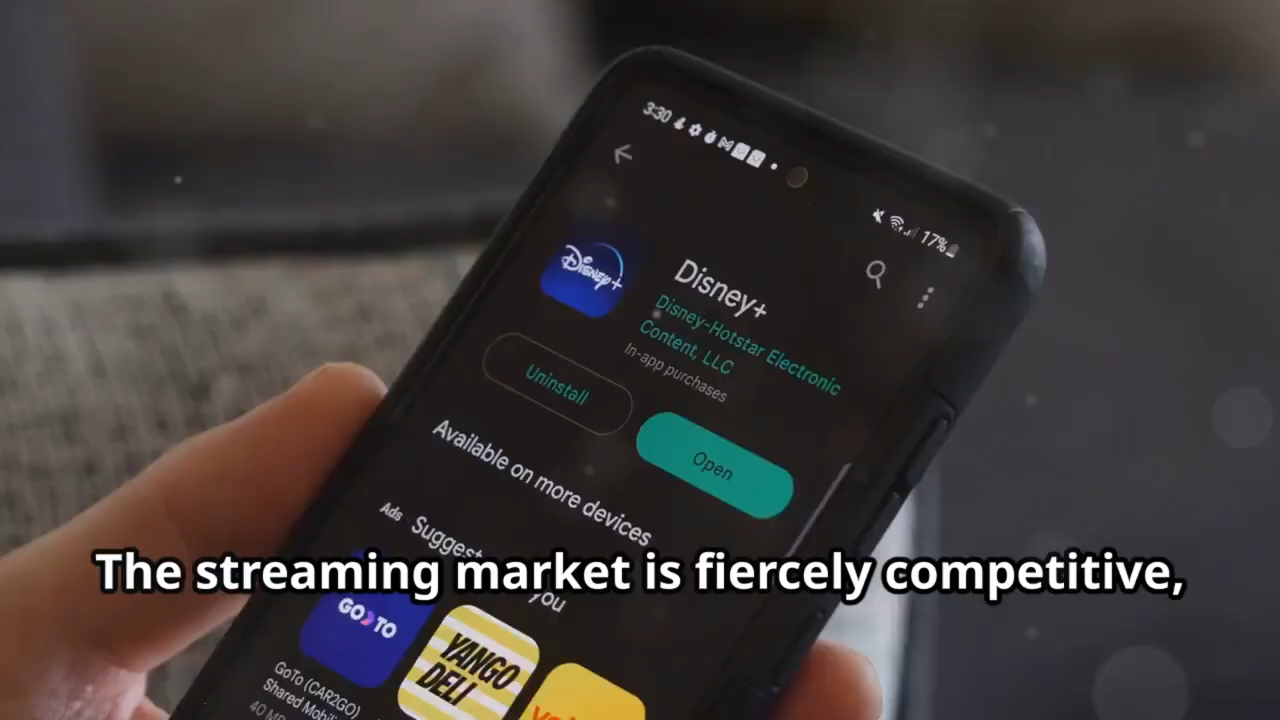 3:30
17%
Disney+
Disney+
Disney-Hotstar Electronic
Content, LLC
In-app purchases
Uninstall
Open
Available on more devices
Ads
you
The streaming market is fiercely competitive,
GO TO
YANGO
DELI
GoTo (CAR2GO)
Shared